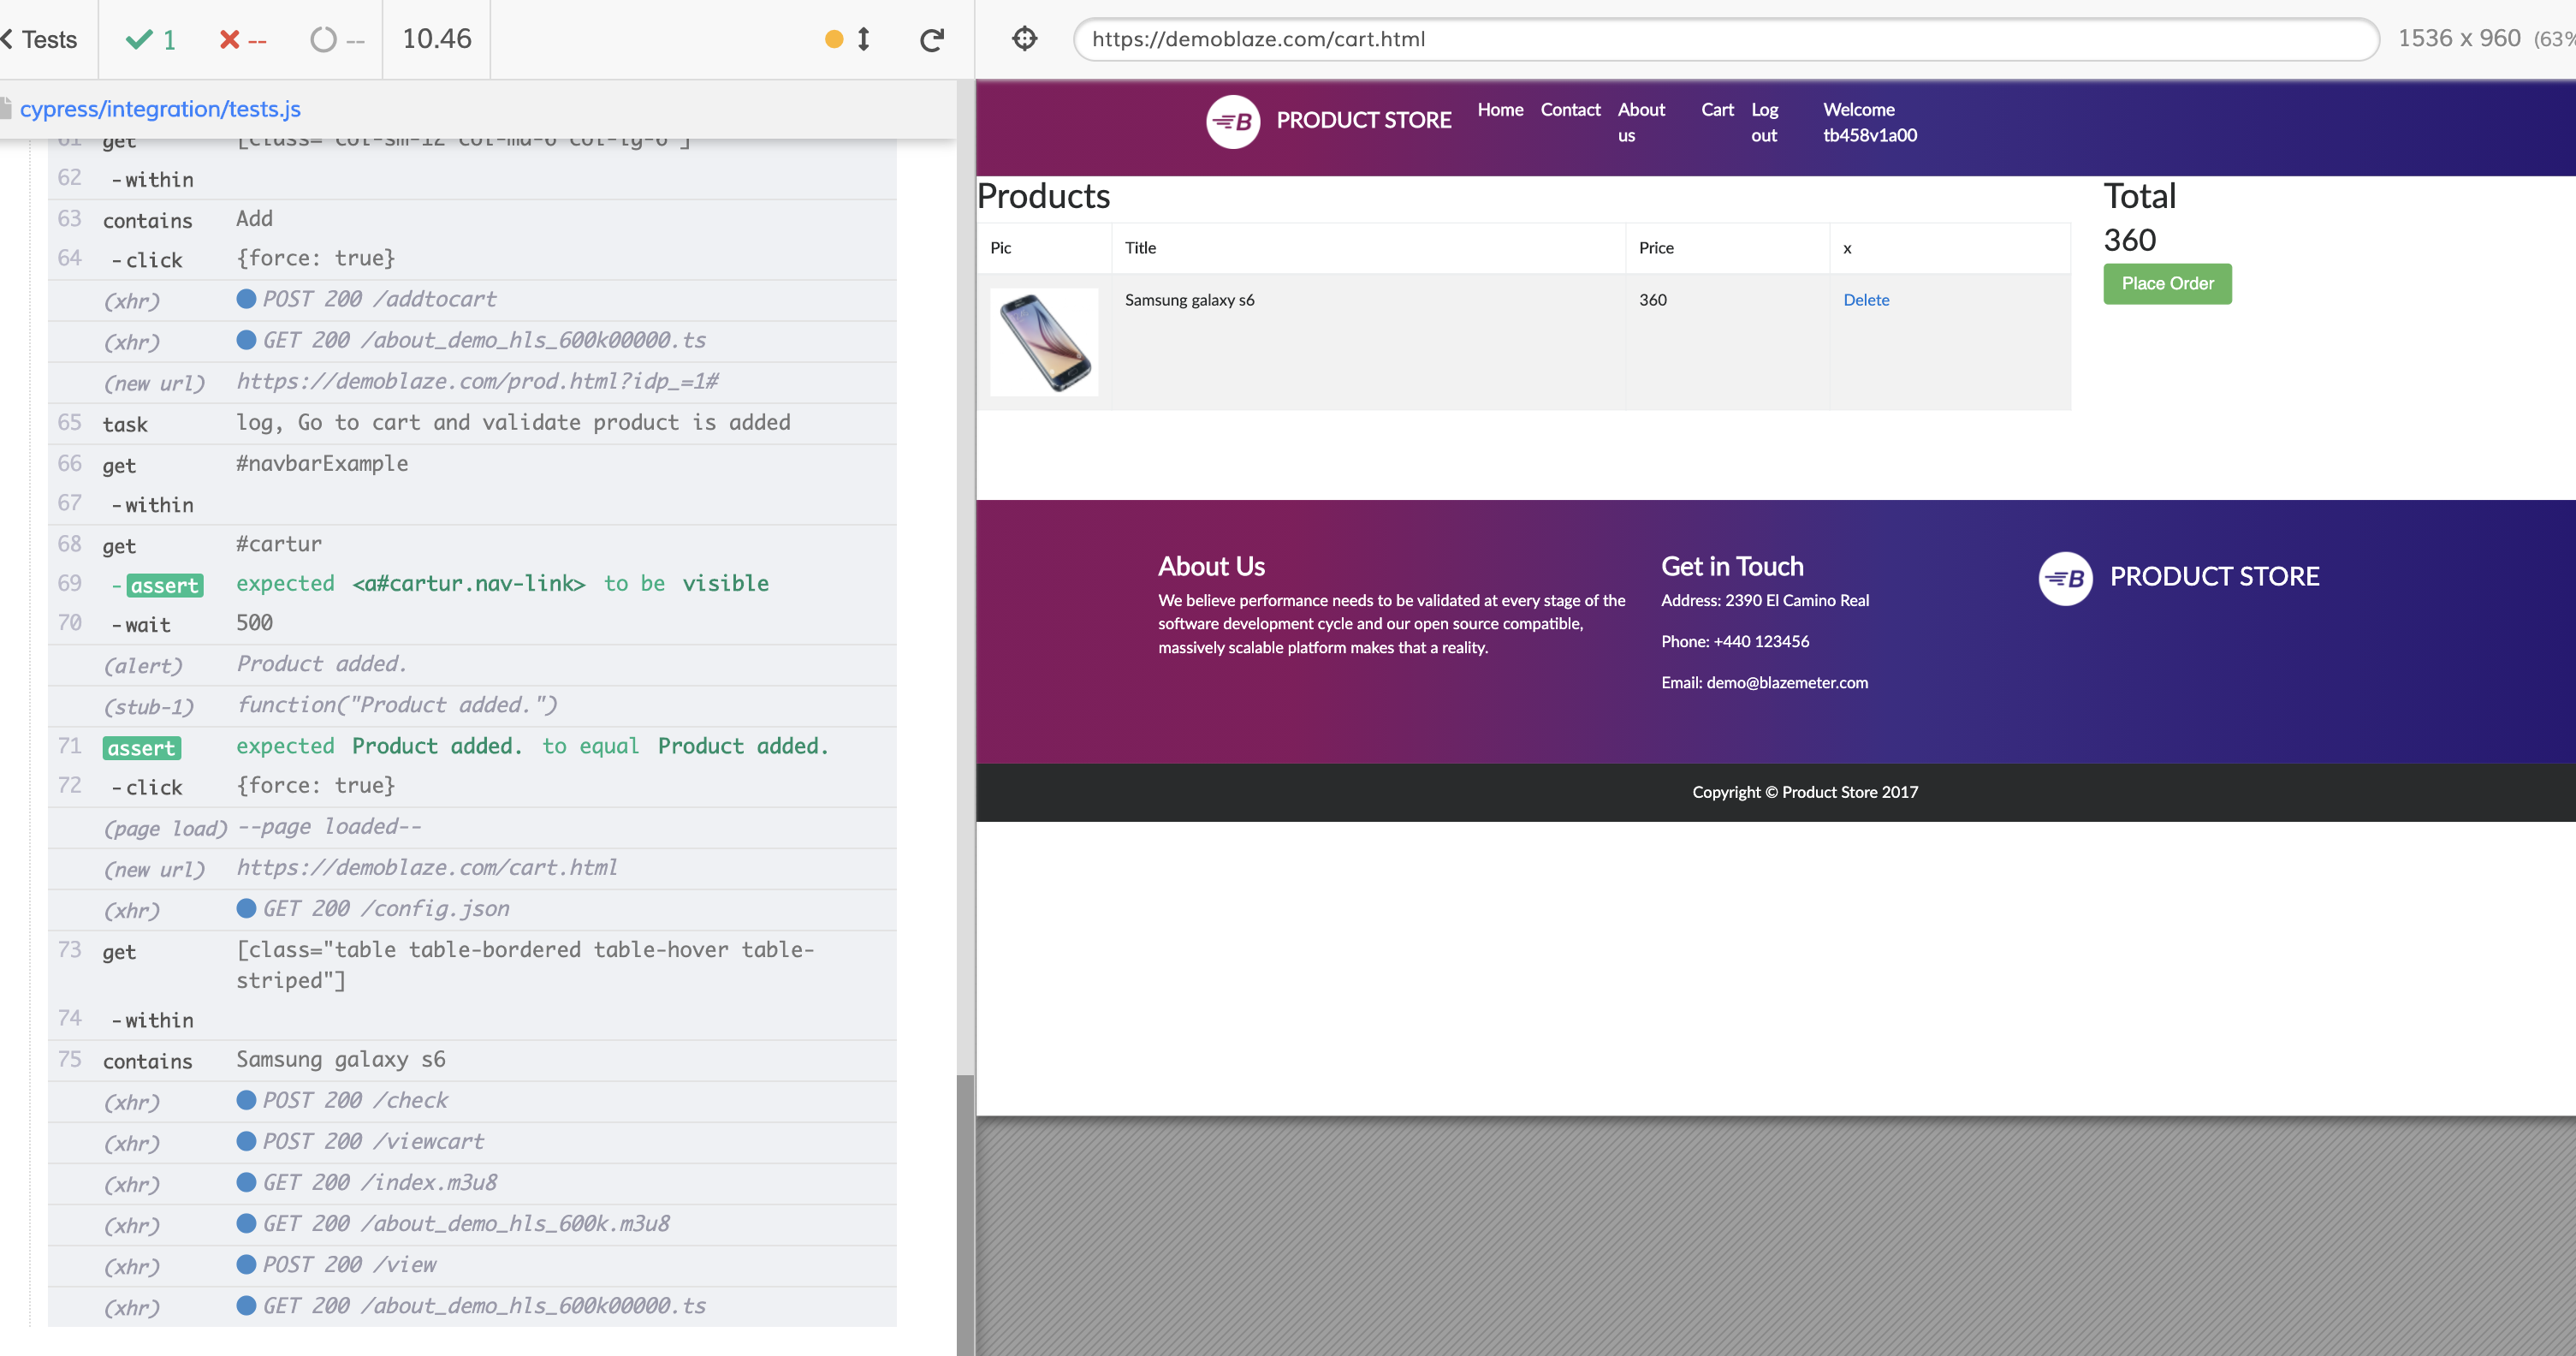 Tests
1
--
--
10.46
https://demoblaze.com/cart.html
1536 x 960 (63%
cypress/integration/tests.js
61 get [class="col-sm-12 col-md-6 col-lg-6"]
62 -within
63 contains Add
64 -click {force: true}
(xhr) POST 200 /addtocart
(xhr) GET 200 /about_demo_hls_600k00000.ts
(new url) https://demoblaze.com/prod.html?idp_=1#
65 task log, Go to cart and validate product is added
66 get #navbarExample
67 -within
68 get #cartur
69 -assert expected <a#cartur.nav-link> to be visible
70 -wait 500
(alert) Product added.
(stub-1) function("Product added.")
71 assert expected Product added. to equal Product added.
72 -click {force: true}
(page load) --page loaded--
(new url) https://demoblaze.com/cart.html
(xhr) GET 200 /config.json
73 get [class="table table-bordered table-hover table-
striped"]
74 -within
75 contains Samsung galaxy s6
(xhr) POST 200 /check
(xhr) POST 200 /viewcart
(xhr) GET 200 /index.m3u8
(xhr) GET 200 /about_demo_hls_600k.m3u8
(xhr) POST 200 /view
(xhr) GET 200 /about_demo_hls_600k00000.ts
B PRODUCT STORE
Home
Contact
About
us
Cart
Log
out
Welcome
tb458v1a00
Products
Pic Title Price x
Samsung galaxy s6 360 Delete
Total
360
Place Order
About Us
We believe performance needs to be validated at every stage of the
software development cycle and our open source compatible,
massively scalable platform makes that a reality.
Get in Touch
Address: 2390 El Camino Real
Phone: +440 123456
Email: demo@blazemeter.com
B PRODUCT STORE
Copyright © Product Store 2017